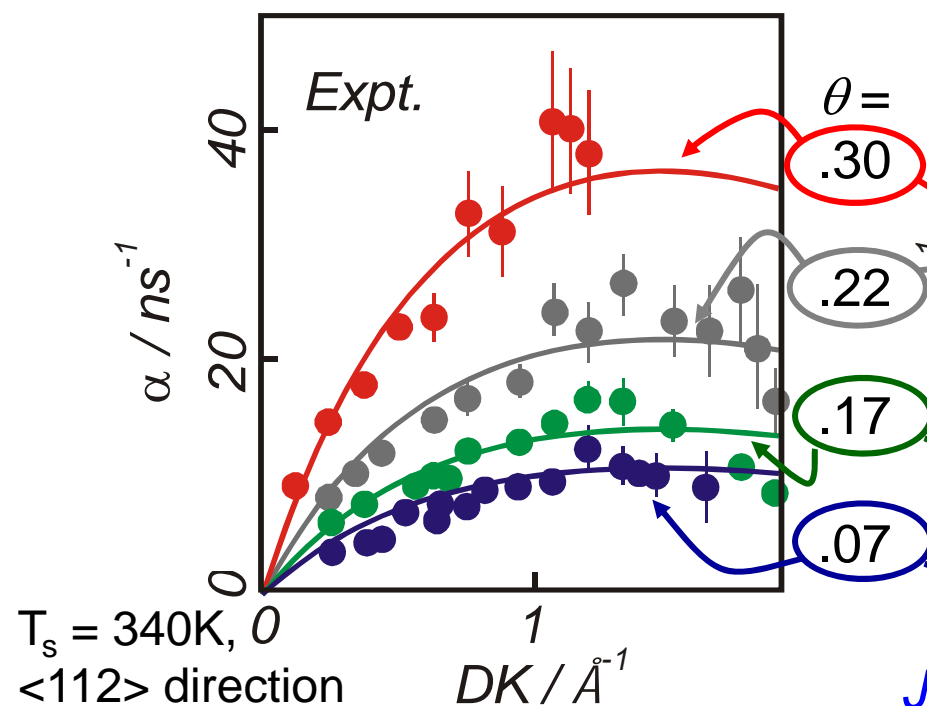 Expt.
θ =
.30
.22
.17
.07
40
20
0
α / ns⁻¹
0
1
DK / Å⁻¹
Tₛ = 340K,
<112> direction